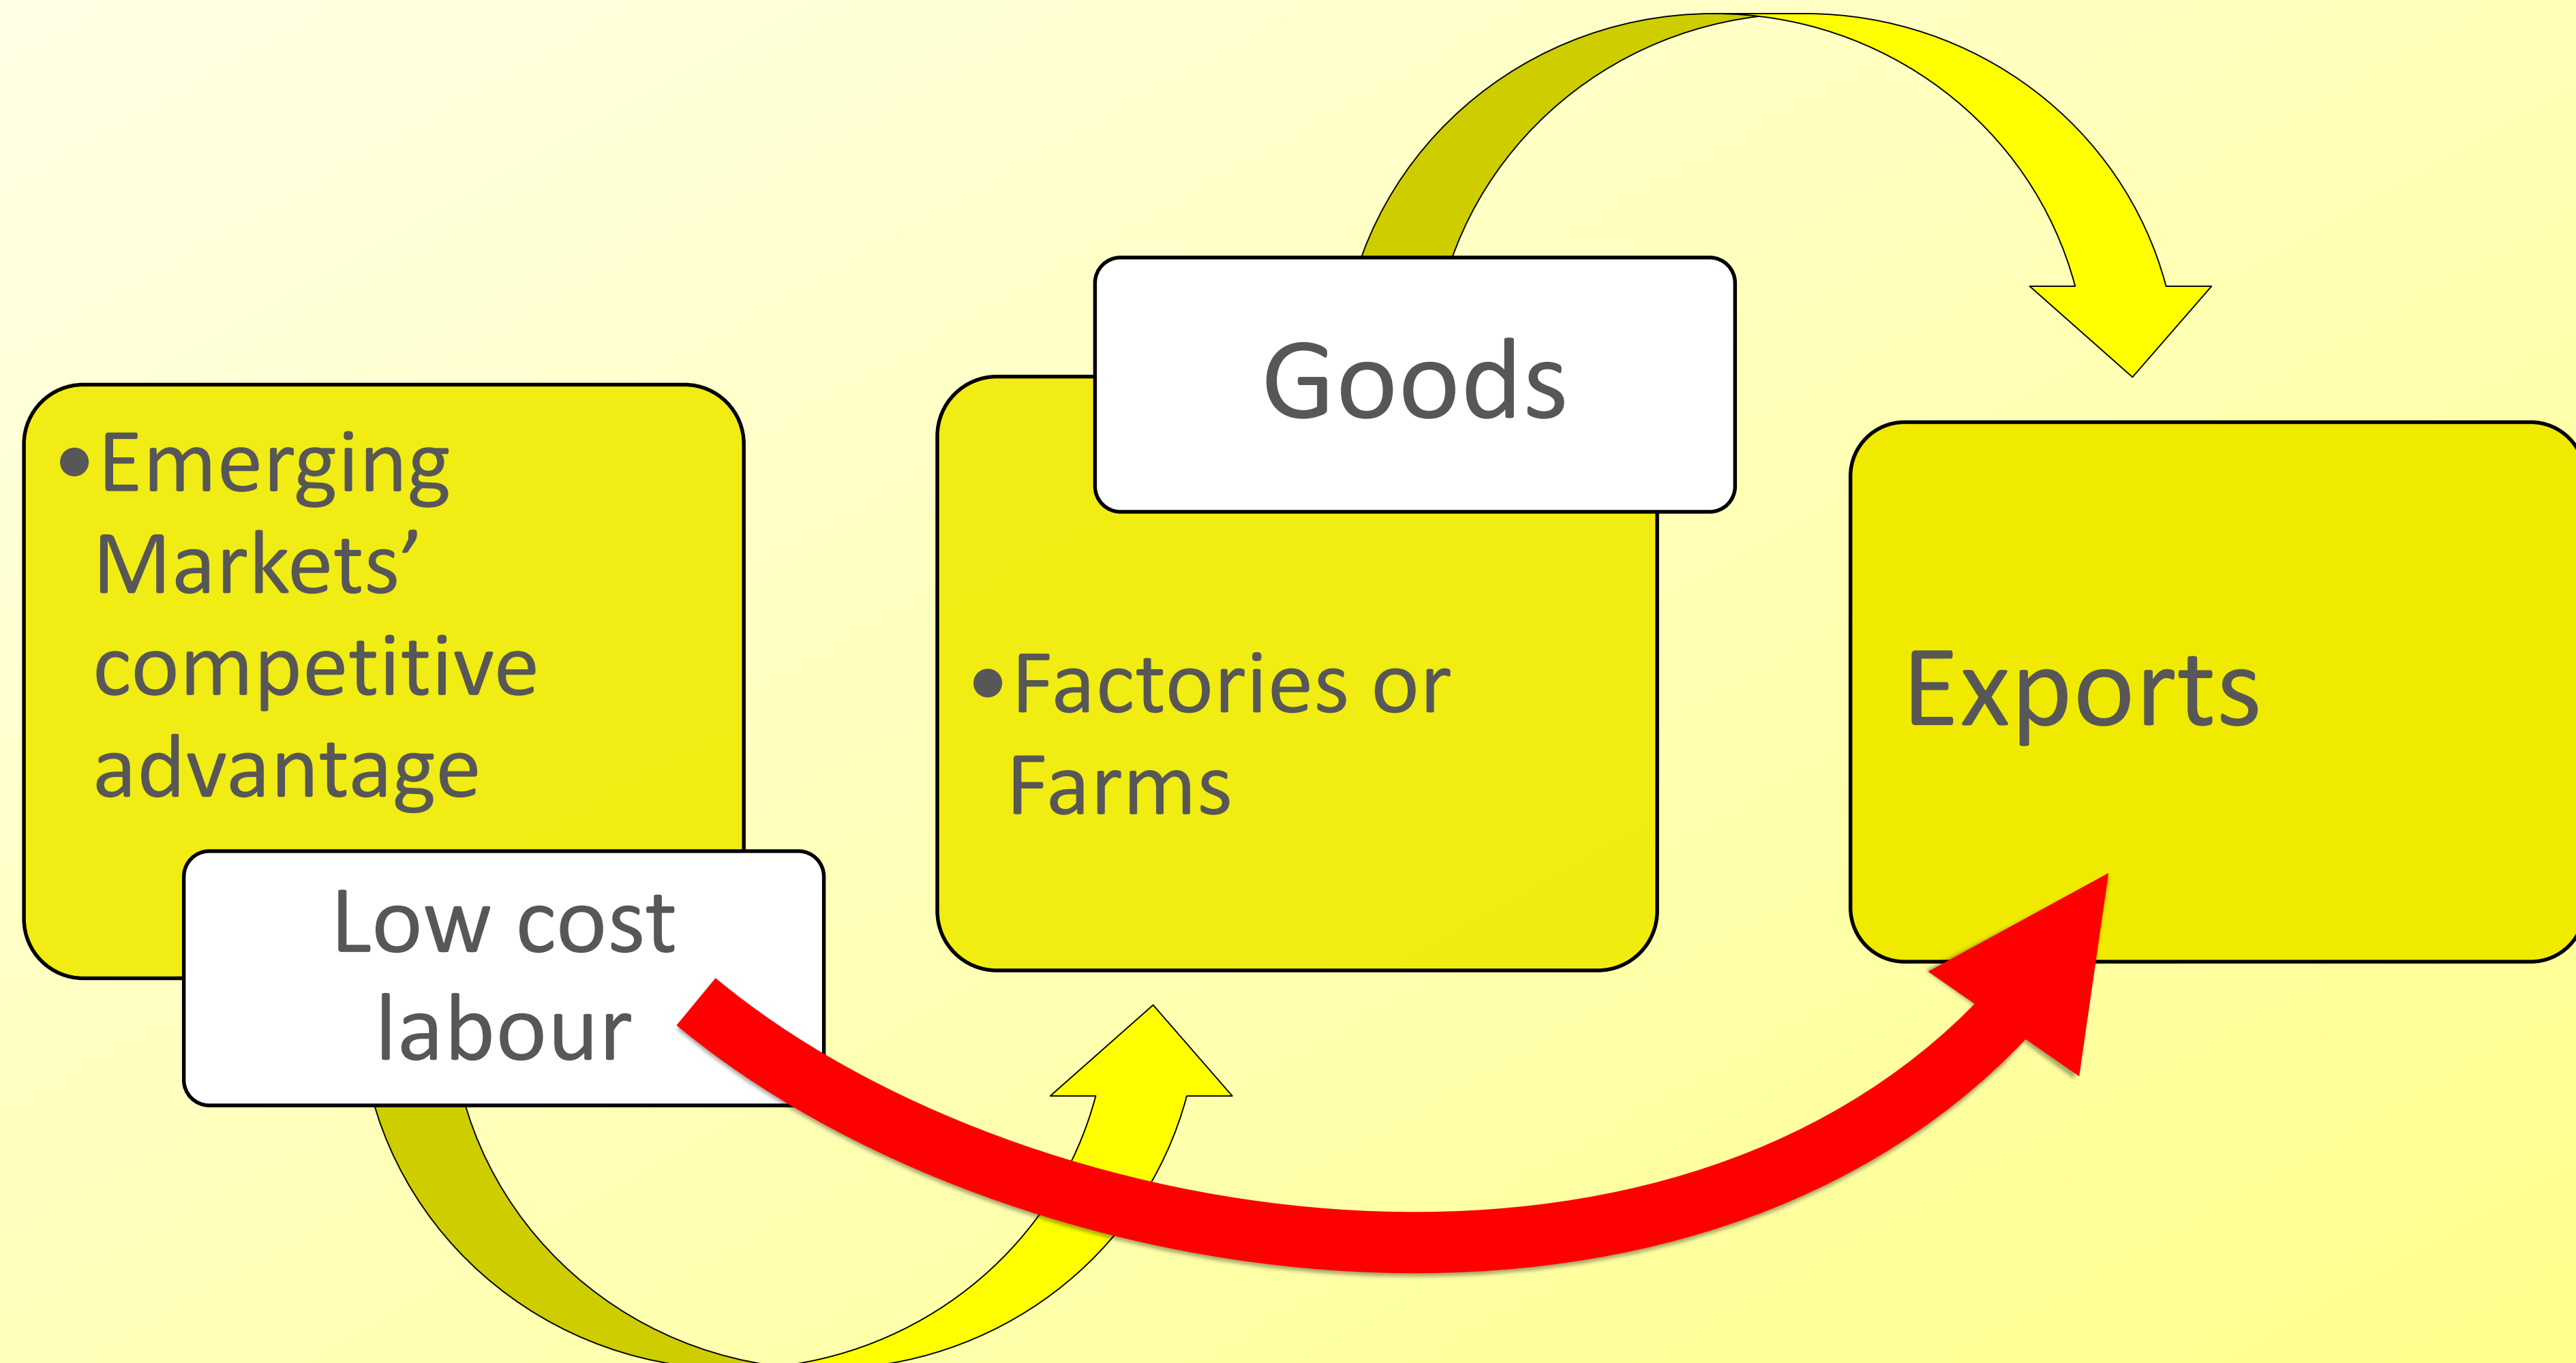 •Emerging
Markets’
competitive
advantage
Low cost
labour
Goods
•Factories or
Farms
Exports